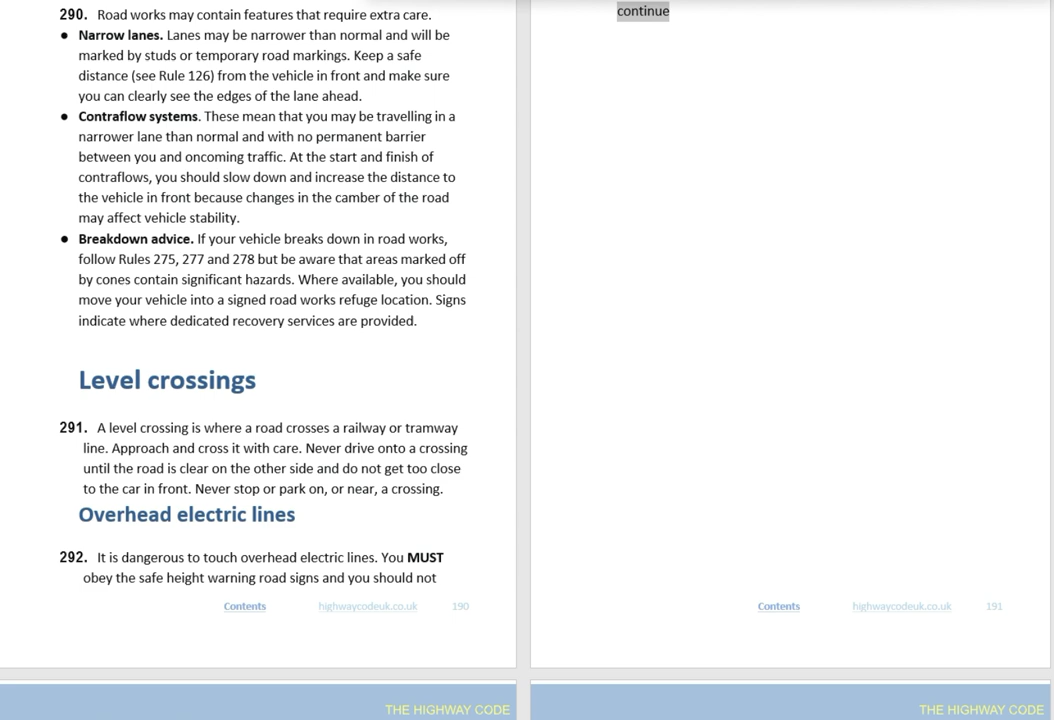 290. Road works may contain features that require extra care.
● Narrow lanes. Lanes may be narrower than normal and will be
marked by studs or temporary road markings. Keep a safe
distance (see Rule 126) from the vehicle in front and make sure
you can clearly see the edges of the lane ahead.
● Contraflow systems. These mean that you may be travelling in a
narrower lane than normal and with no permanent barrier
between you and oncoming traffic. At the start and finish of
contraflows, you should slow down and increase the distance to
the vehicle in front because changes in the camber of the road
may affect vehicle stability.
● Breakdown advice. If your vehicle breaks down in road works,
follow Rules 275, 277 and 278 but be aware that areas marked off
by cones contain significant hazards. Where available, you should
move your vehicle into a signed road works refuge location. Signs
indicate where dedicated recovery services are provided.
Level crossings
291. A level crossing is where a road crosses a railway or tramway
line. Approach and cross it with care. Never drive onto a crossing
until the road is clear on the other side and do not get too close
to the car in front. Never stop or park on, or near, a crossing.
Overhead electric lines
292. It is dangerous to touch overhead electric lines. You MUST
obey the safe height warning road signs and you should not
Contents highwaycodeuk.co.uk 190
continue
Contents highwaycodeuk.co.uk 191
THE HIGHWAY CODE
THE HIGHWAY CODE